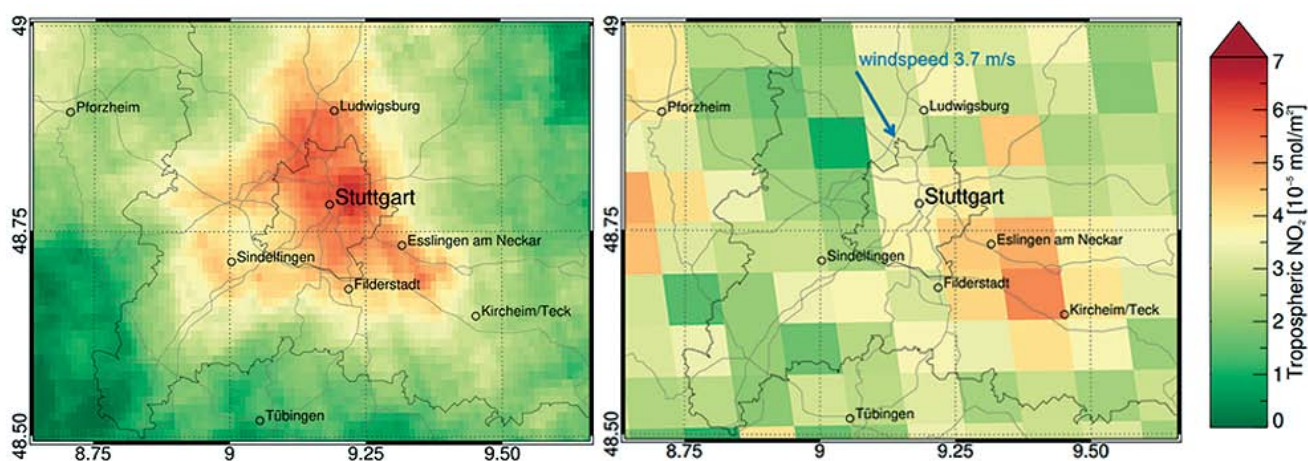 49
48.75
48.50
8.75
9
9.25
9.50
Pforzheim
Ludwigsburg
Stuttgart
Esslingen am Neckar
Sindelfingen
Filderstadt
Kircheim/Teck
Tübingen
49
48.75
48.50
8.75
9
9.25
9.50
windspeed 3.7 m/s
Pforzheim
Ludwigsburg
Stuttgart
Eslingen am Neckar
Sindelfingen
Filderstadt
Kircheim/Teck
Tübingen
7
6
5
4
3
2
1
0
Tropospheric NO₂ [10⁻⁵ mol/m²]